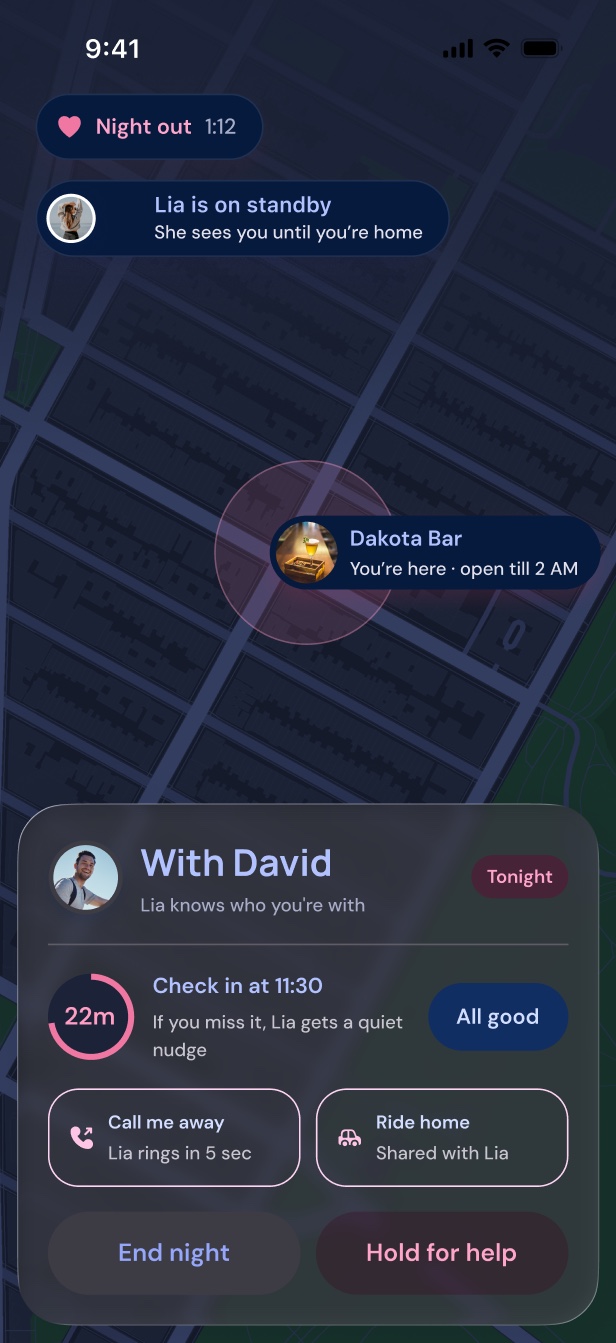 9:41
Night out 1:12
Lia is on standby
She sees you until you’re home
Dakota Bar
You’re here · open till 2 AM
With David
Lia knows who you're with
Tonight
22m
Check in at 11:30
If you miss it, Lia gets a quiet
nudge
All good
Call me away
Lia rings in 5 sec
Ride home
Shared with Lia
End night
Hold for help